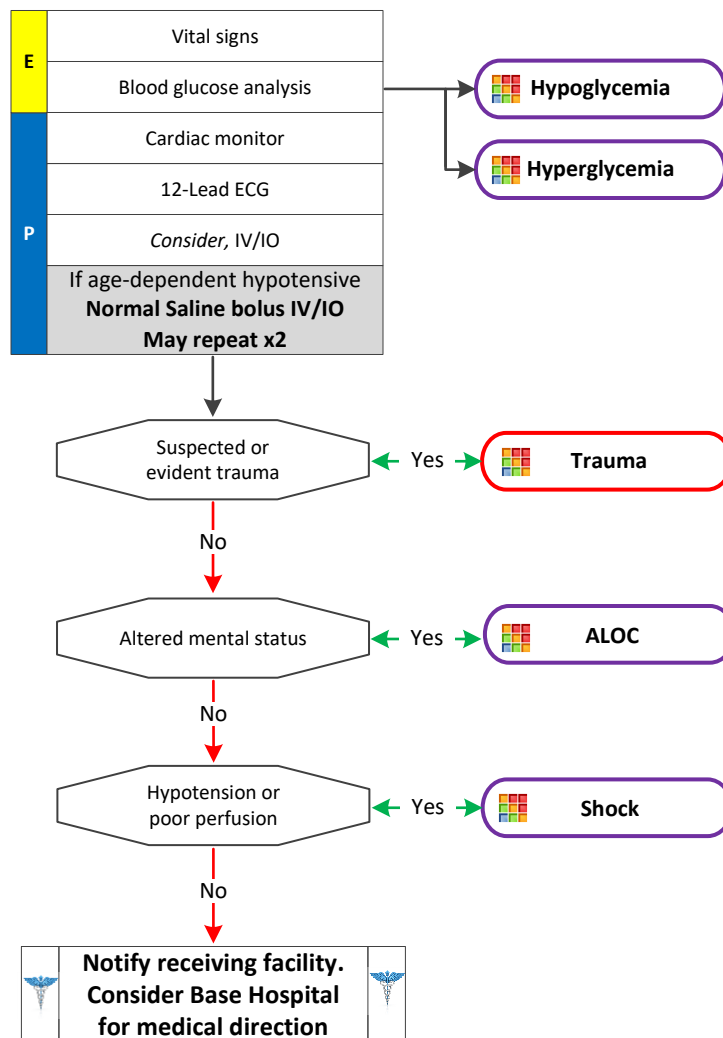 E
Vital signs
Blood glucose analysis
Hypoglycemia
Hyperglycemia
P
Cardiac monitor
12-Lead ECG
Consider, IV/IO
If age-dependent hypotensive
Normal Saline bolus IV/IO
May repeat x2
Suspected or
evident trauma
Yes
Trauma
No
Altered mental status
Yes
ALOC
No
Hypotension or
poor perfusion
Yes
Shock
No
Notify receiving facility.
Consider Base Hospital
for medical direction